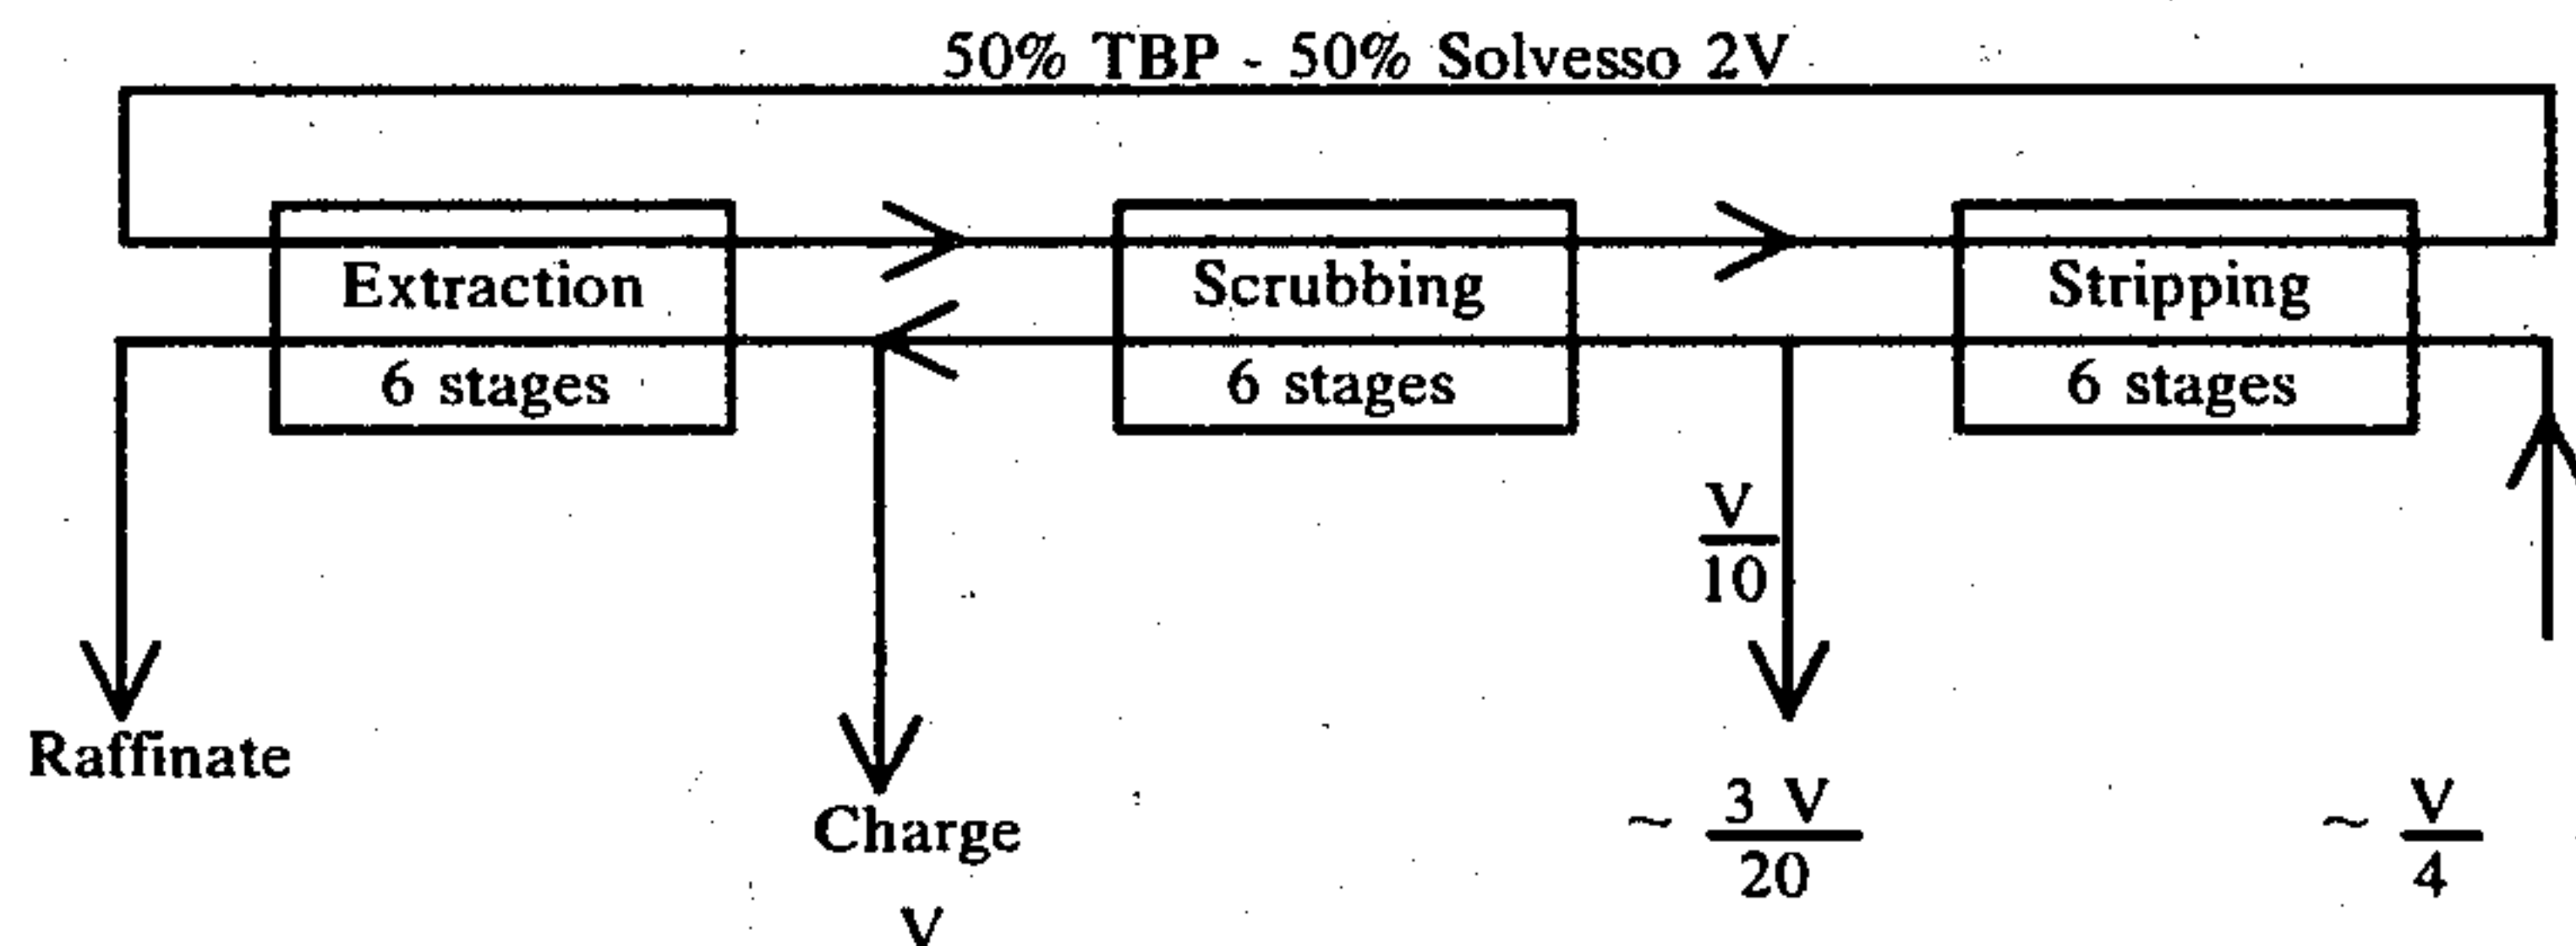 50% TBP - 50% Solvesso 2V
Extraction
6 stages
Scrubbing
6 stages
Stripping
6 stages
V
10
Raffinate
Charge
V
~ 3 V
20
~ V
4